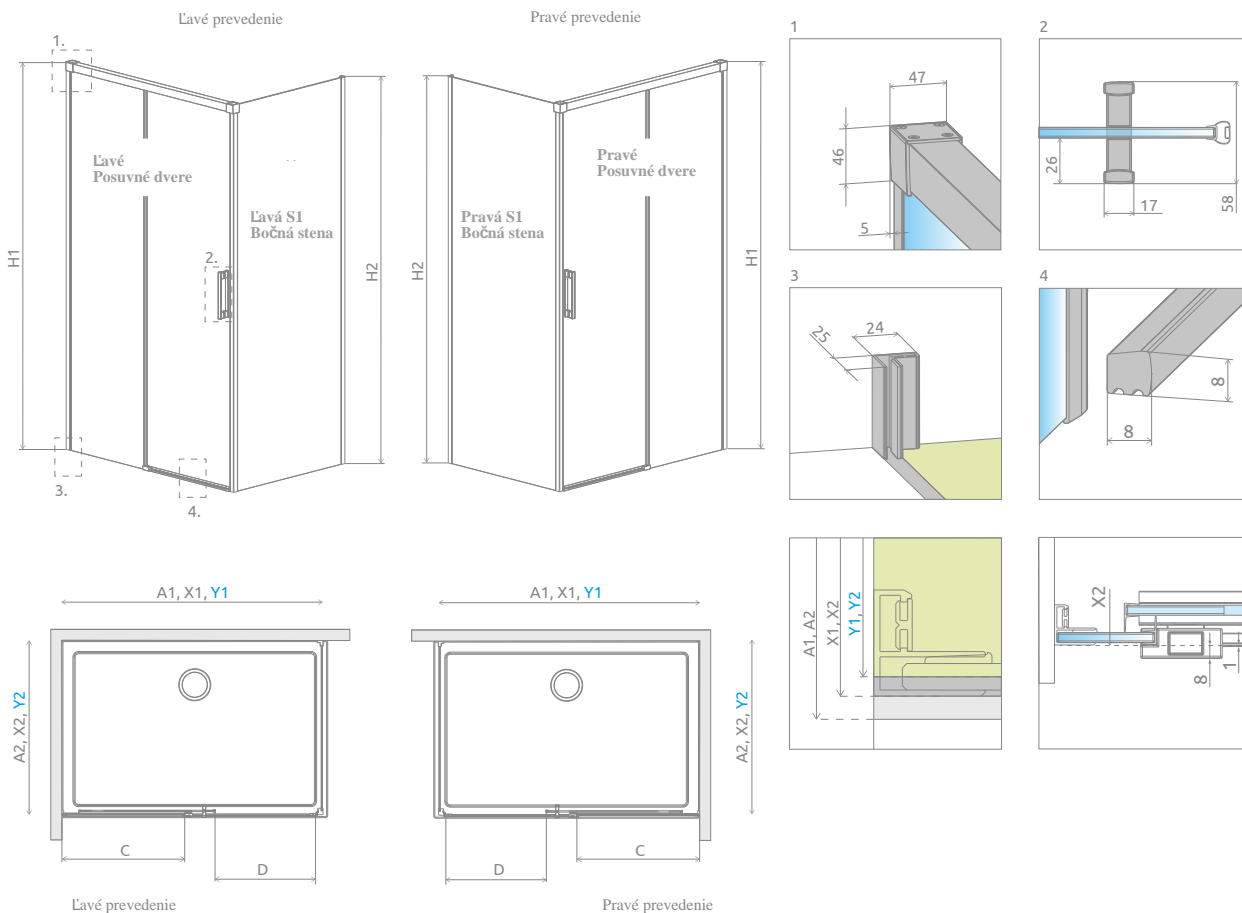 Ľavé prevedenie
Pravé prevedenie
1.
H1
Ľavé
Posuvné dvere
Ľavá S1
Bočná stena
2.
H2
3.
4.
H2
Pravá S1
Bočná stena
Pravé
Posuvné dvere
H1
1
47
46
5
2
26
17
58
3
25
24
4
8
8
A1, X1, Y1
A2, X2, Y2
C
D
Ľavé prevedenie
A1, X1, Y1
A2, X2, Y2
D
C
Pravé prevedenie
A1, A2
X1, X2
Y1, Y2
X2
8
1